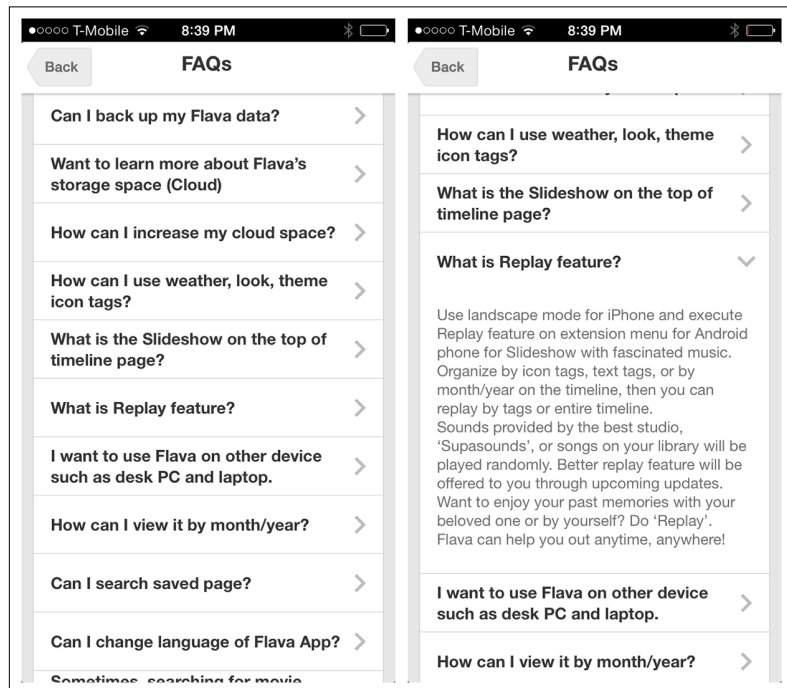 T-Mobile 8:39 PM
Back FAQs
Can I back up my Flava data?
Want to learn more about Flava's
storage space (Cloud)
How can I increase my cloud space?
How can I use weather, look, theme
icon tags?
What is the Slideshow on the top of
timeline page?
What is Replay feature?
I want to use Flava on other device
such as desk PC and laptop.
How can I view it by month/year?
Can I search saved page?
Can I change language of Flava App?
Sometimes, searching for movie
T-Mobile 8:39 PM
Back FAQs
How can I use weather, look, theme
icon tags?
What is the Slideshow on the top of
timeline page?
What is Replay feature?
Use landscape mode for iPhone and execute
Replay feature on extension menu for Android
phone for Slideshow with fascinated music.
Organize by icon tags, text tags, or by
month/year on the timeline, then you can
replay by tags or entire timeline.
Sounds provided by the best studio,
‘Supasounds’, or songs on your library will be
played randomly. Better replay feature will be
offered to you through upcoming updates.
Want to enjoy your past memories with your
beloved one or by yourself? Do ‘Replay’.
Flava can help you out anytime, anywhere!
I want to use Flava on other device
such as desk PC and laptop.
How can I view it by month/year?